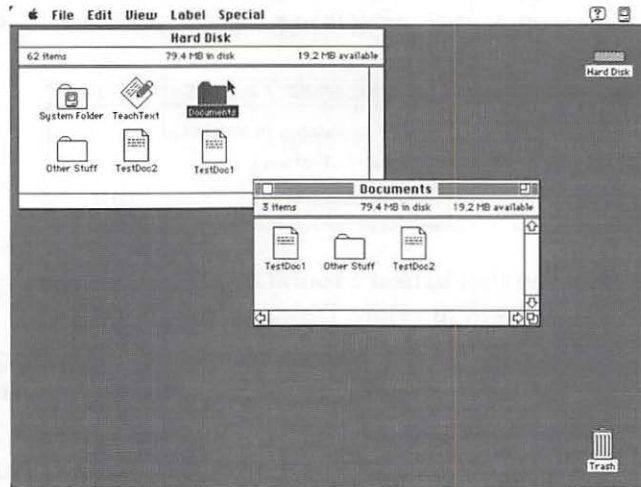 File Edit View Label Special
Hard Disk
62 items 79.4 MB in disk 19.2 MB available
Hard Disk
System Folder TeachText Documents
Other Stuff TestDoc2 TestDoc1
Documents
3 items 79.4 MB in disk 19.2 MB available
TestDoc1 Other Stuff TestDoc2
Trash